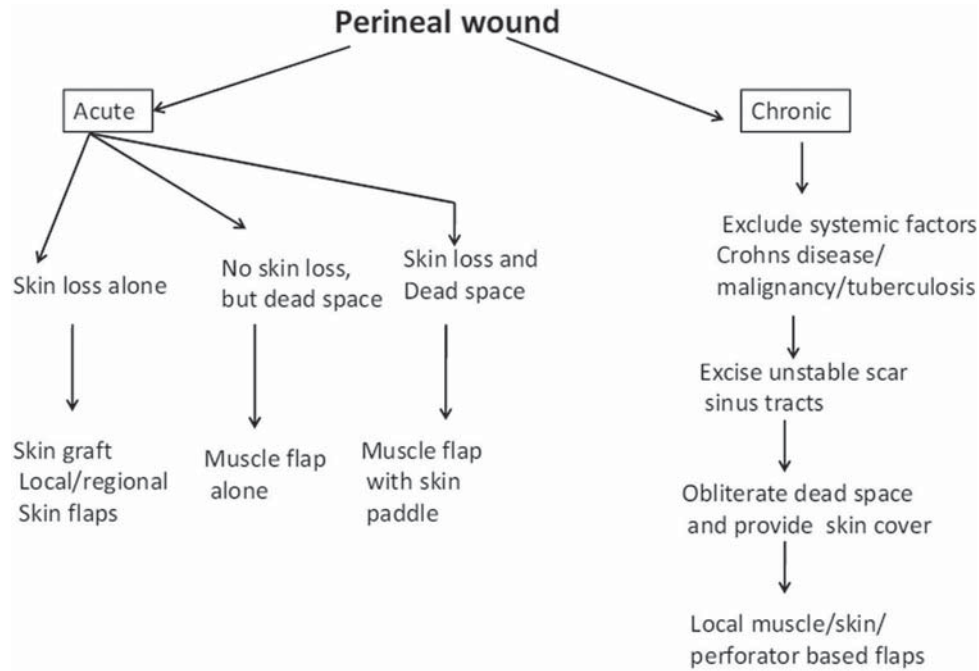 Perineal wound
Acute
Chronic
Skin loss alone
No skin loss,
but dead space
Skin loss and
Dead space
Skin graft
Local/regional
Skin flaps
Muscle flap
alone
Muscle flap
with skin
paddle
Exclude systemic factors
Crohns disease/
malignancy/tuberculosis
Excise unstable scar
sinus tracts
Obliterate dead space
and provide skin cover
Local muscle/skin/
perforator based flaps